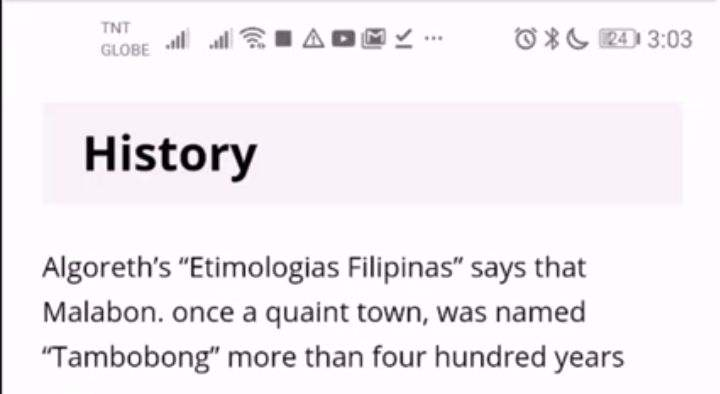 TNT
GLOBE
24 3:03
History
Algoreth's “Etimologias Filipinas” says that
Malabon. once a quaint town, was named
“Tambobong” more than four hundred years